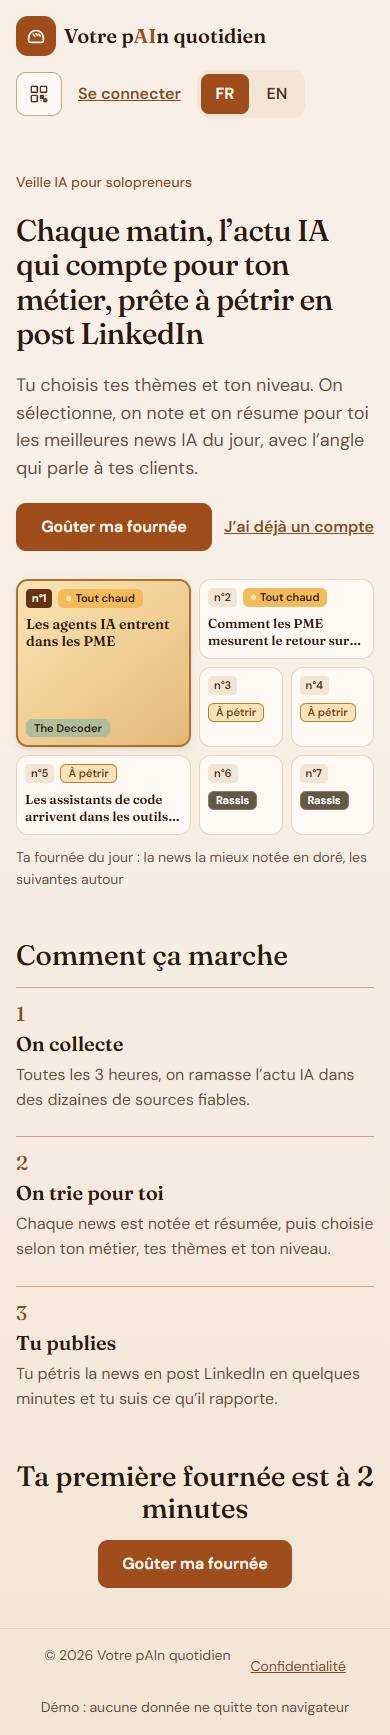 Votre pAIn quotidien
Se connecter
FR
EN
Veille IA pour solopreneurs
Chaque matin, l’actu IA
qui compte pour ton
métier, prête à pétrir en
post LinkedIn
Tu choisis tes thèmes et ton niveau. On
sélectionne, on note et on résume pour toi
les meilleures news IA du jour, avec l’angle
qui parle à tes clients.
Goûter ma fournée
J’ai déjà un compte
n°1
Tout chaud
Les agents IA entrent
dans les PME
The Decoder
n°2
Tout chaud
Comment les PME
mesurent le retour sur…
n°3
À pétrir
n°4
À pétrir
n°5
À pétrir
Les assistants de code
arrivent dans les outils…
n°6
Rassis
n°7
Rassis
Ta fournée du jour : la news la mieux notée en doré, les
suivantes autour
Comment ça marche
1
On collecte
Toutes les 3 heures, on ramasse l’actu IA dans
des dizaines de sources fiables.
2
On trie pour toi
Chaque news est notée et résumée, puis choisie
selon ton métier, tes thèmes et ton niveau.
3
Tu publies
Tu pétris la news en post LinkedIn en quelques
minutes et tu suis ce qu’il rapporte.
Ta première fournée est à 2
minutes
Goûter ma fournée
© 2026 Votre pAIn quotidien
Confidentialité
Démo : aucune donnée ne quitte ton navigateur